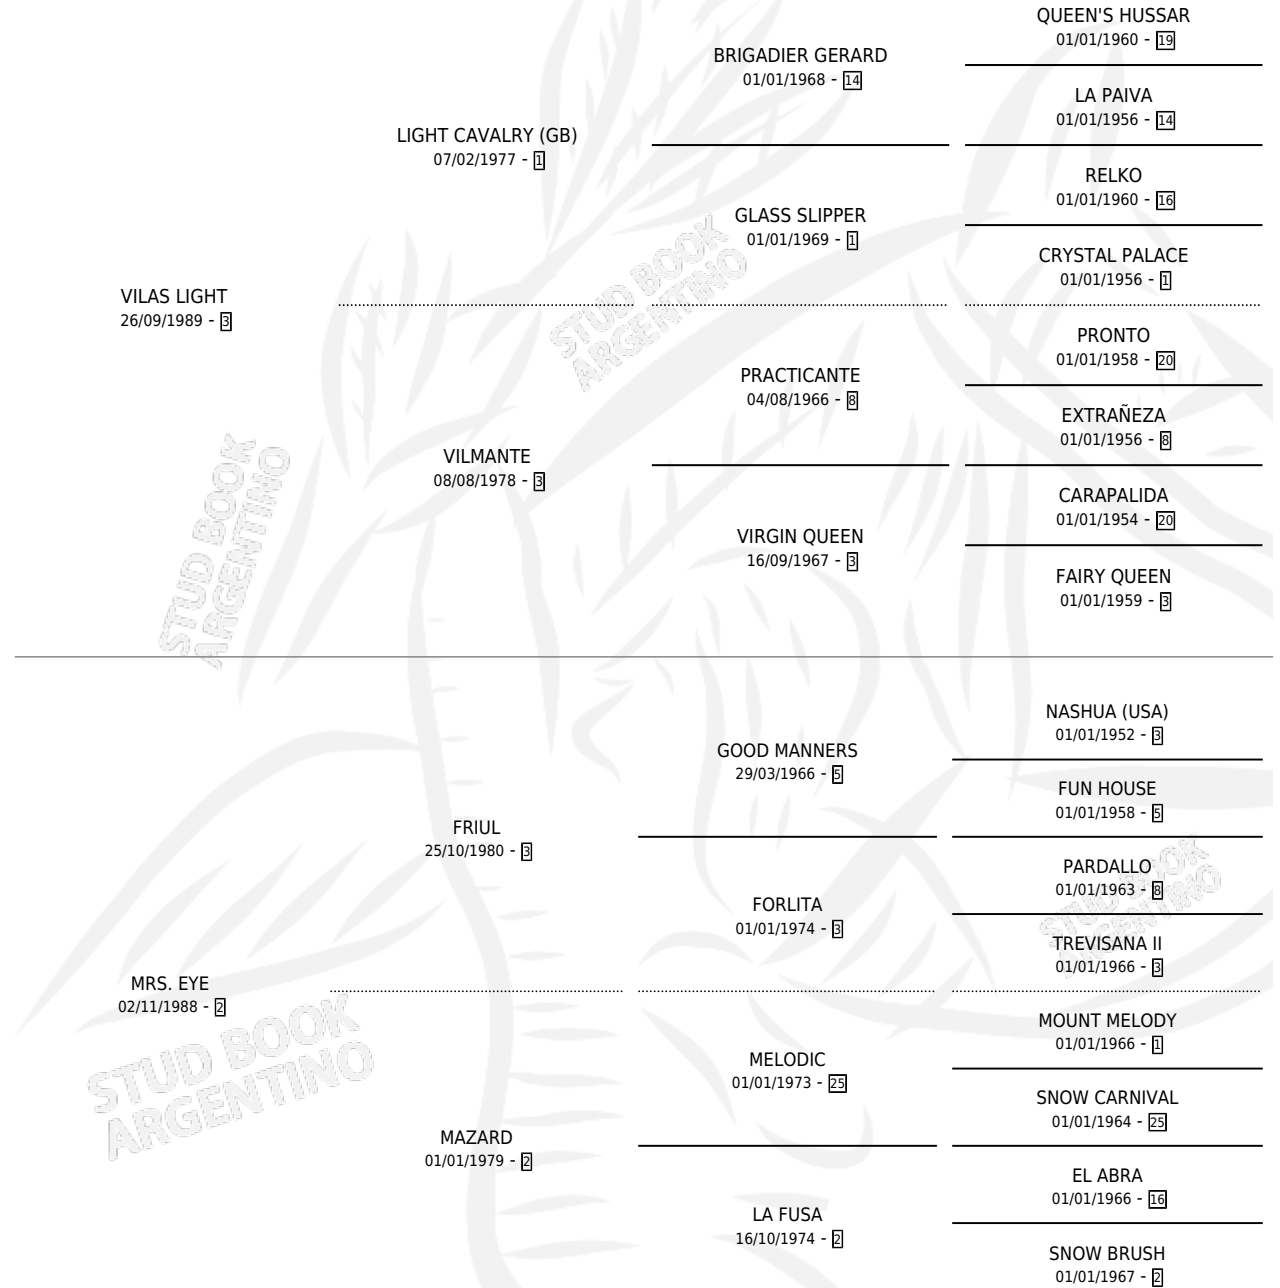 QUEEN'S HUSSAR
01/01/1960 - 19
BRIGADIER GERARD
01/01/1968 - 14
LA PAIVA
01/01/1956 - 14
LIGHT CAVALRY (GB)
07/02/1977 - 1
RELKO
01/01/1960 - 16
GLASS SLIPPER
01/01/1969 - 1
CRYSTAL PALACE
01/01/1956 - 1
VILAS LIGHT
26/09/1989 - 3
PRONTO
01/01/1958 - 20
PRACTICANTE
04/08/1966 - 8
EXTRAÑEZA
01/01/1956 - 8
VILMANTE
08/08/1978 - 3
CARAPALIDA
01/01/1954 - 20
VIRGIN QUEEN
16/09/1967 - 3
FAIRY QUEEN
01/01/1959 - 3
NASHUA (USA)
01/01/1952 - 3
GOOD MANNERS
29/03/1966 - 5
FUN HOUSE
01/01/1958 - 5
FRIUL
25/10/1980 - 3
PARDALLO
01/01/1963 - 8
FORLITA
01/01/1974 - 3
TREVISANA II
01/01/1966 - 3
MRS. EYE
02/11/1988 - 2
MOUNT MELODY
01/01/1966 - 1
MELODIC
01/01/1973 - 25
SNOW CARNIVAL
01/01/1964 - 25
MAZARD
01/01/1979 - 2
EL ABRA
01/01/1966 - 16
LA FUSA
16/10/1974 - 2
SNOW BRUSH
01/01/1967 - 2
STUD BOOK
ARGENTINO
STUD BOOK
ARGENTINO
STUD BOOK
ARGENTINO
STUD BOOK
ARGENTINO